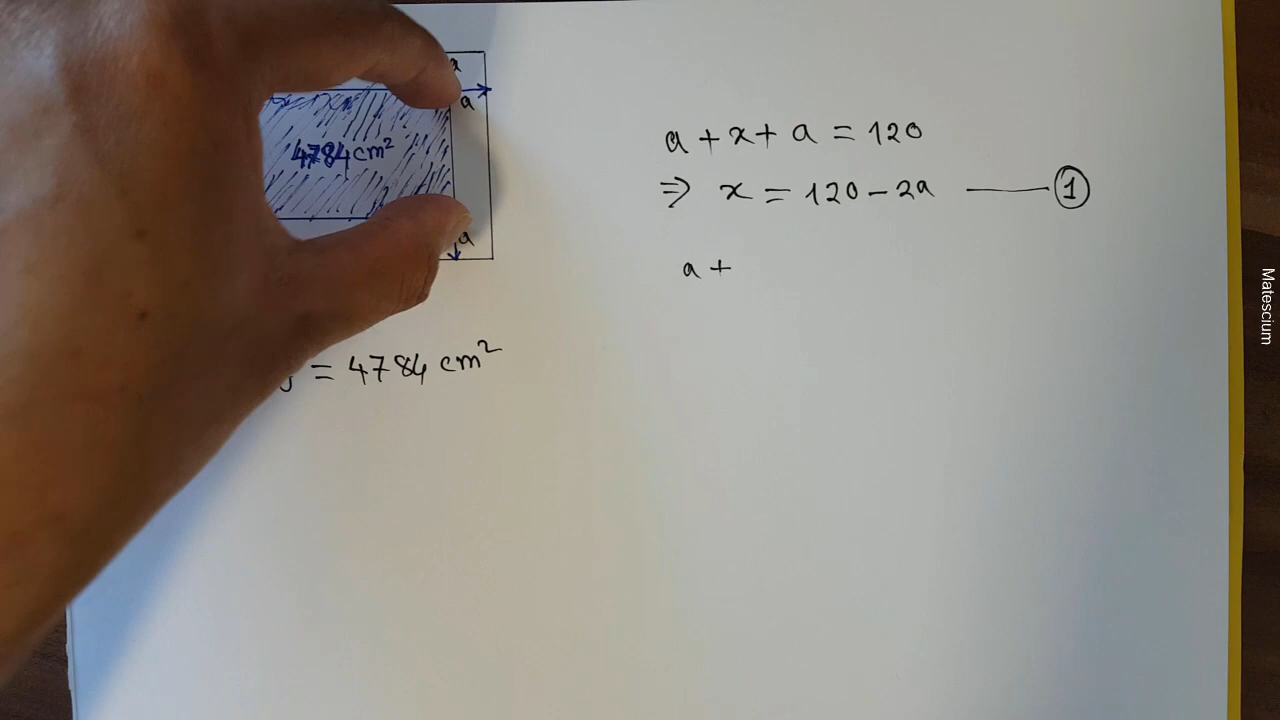 a
4784 cm²
a
a + x + a = 120
⇒ x = 120 - 2a ——— ①
a +
= 4784 cm²
Matescium